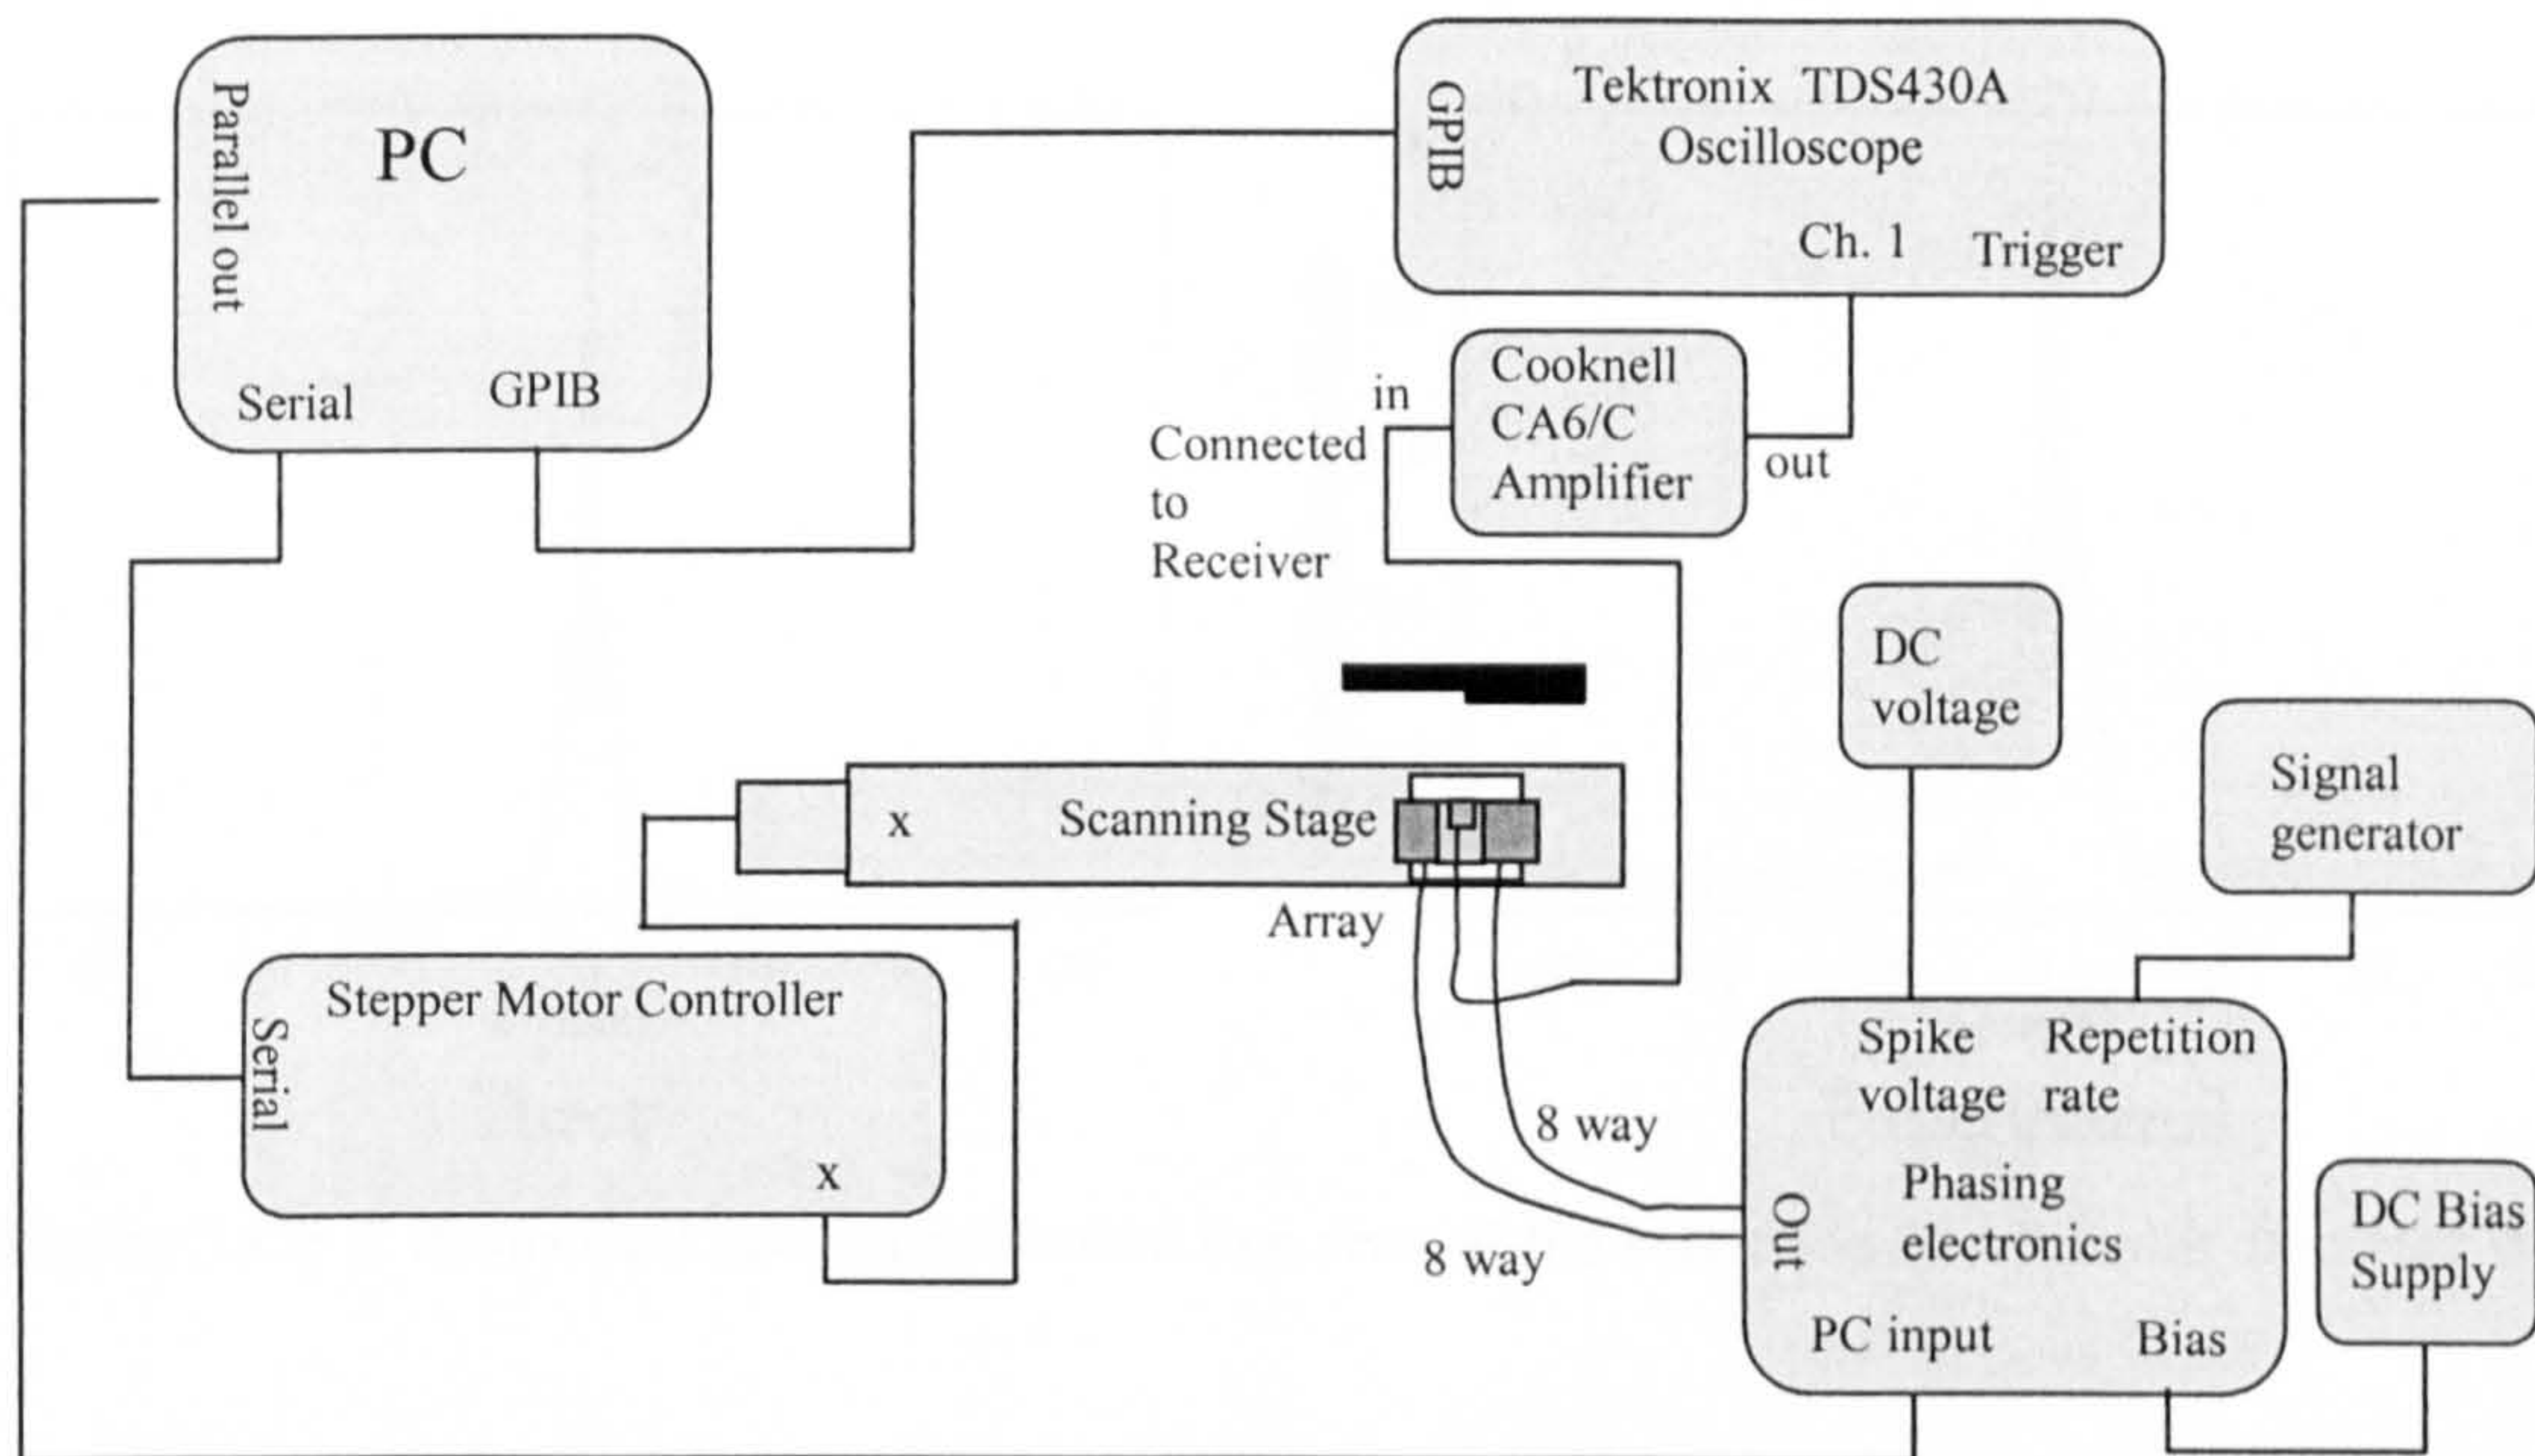 Parallel out
PC
Serial
GPIB
GPIB
Tektronix TDS430A
Oscilloscope
Ch. 1
Trigger
Cooknell
CA6/C
Amplifier
in
out
Connected
to
Receiver
DC
voltage
Signal
generator
x
Scanning Stage
Array
Stepper Motor Controller
Serial
x
8 way
8 way
Spike
voltage
Repetition
rate
Phasing
electronics
Out
PC input
Bias
DC Bias
Supply